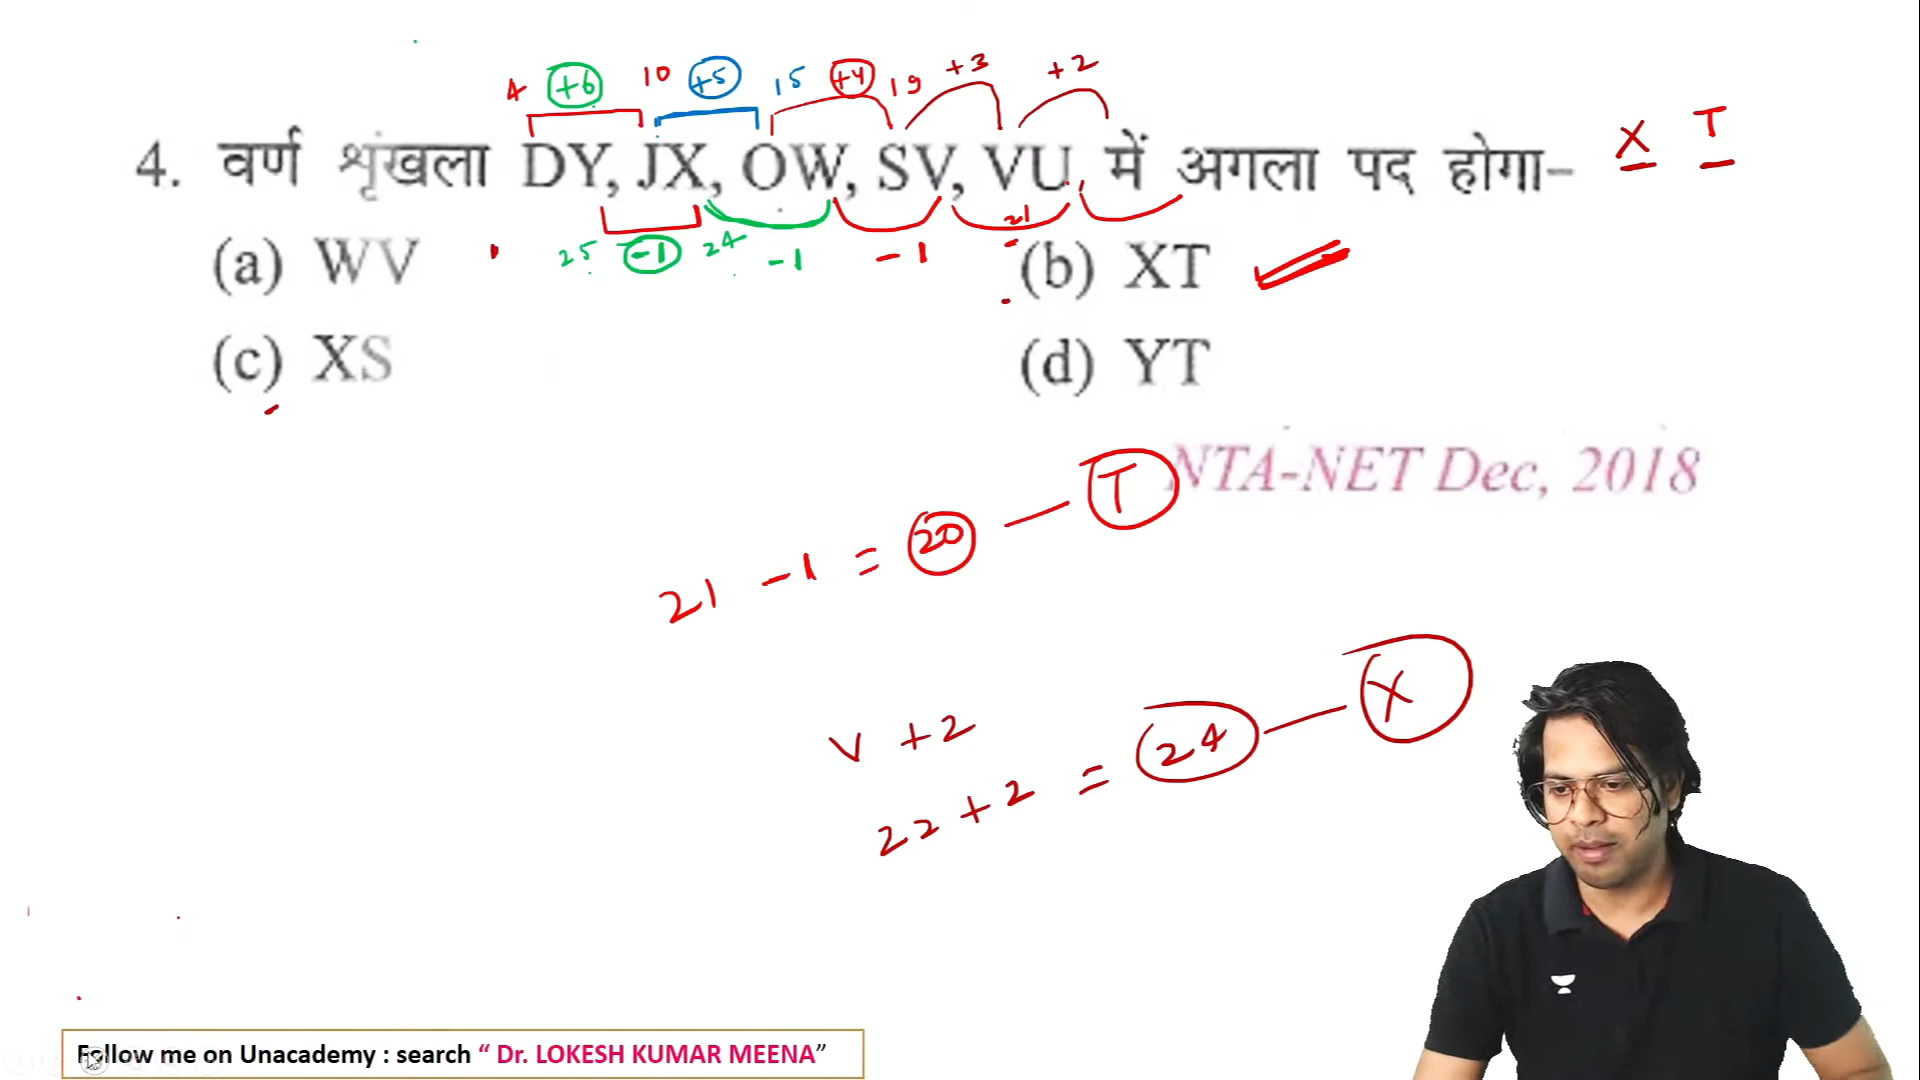 4 +6 10 +5 15 +4 19 +3 +2
4. वर्ण श्रृंखला DY, JX, OW, SV, VU, में अगला पद होगा– X T
25 -1 24 -1 -1 21
(a) WV (b) XT
(c) XS (d) YT
NTA-NET Dec, 2018
21 -1 = 20 — T
V +2
22 +2 = 24 — X
Follow me on Unacademy : search “ Dr. LOKESH KUMAR MEENA”